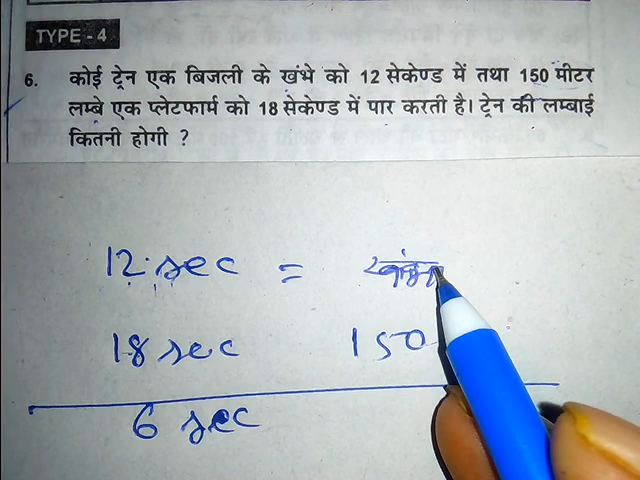 TYPE - 4
6. कोई ट्रेन एक बिजली के खंभे को 12 सेकेण्ड में तथा 150 मीटर
लम्बे एक प्लेटफार्म को 18 सेकेण्ड में पार करती है। ट्रेन की लम्बाई
कितनी होगी ?
12 sec = खंभा
18 sec 150
6 sec